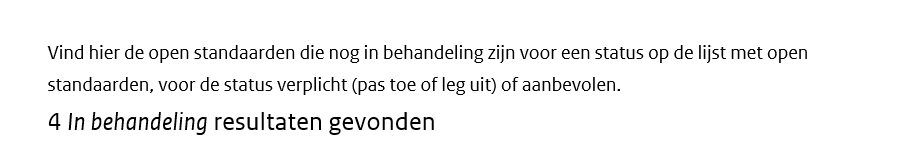 Vind hier de open standaarden die nog in behandeling zijn voor een status op de lijst met open
standaarden, voor de status verplicht (pas toe of leg uit) of aanbevolen.
4 In behandeling resultaten gevonden